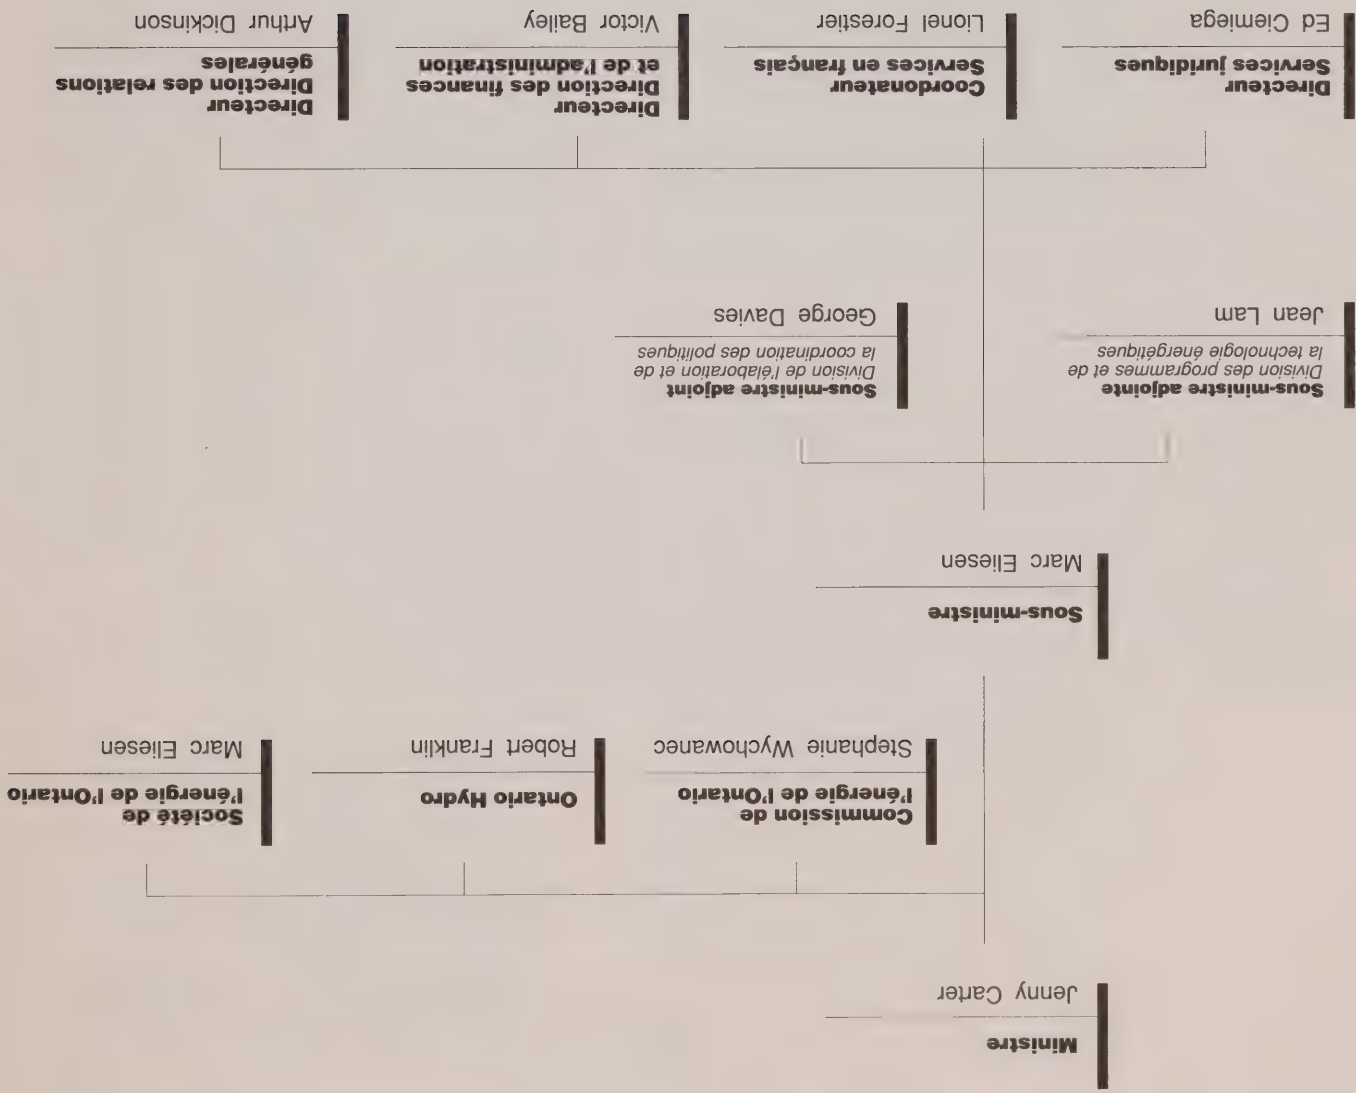 Ministre
Jenny Carter
Commission de
l'énergie de l'Ontario
Stephanie Wychowanec
Ontario Hydro
Robert Franklin
Société de
l'énergie de l'Ontario
Marc Eliesen
Sous-ministre
Marc Eliesen
Sous-ministre adjointe
Division des programmes et de
la technologie énergétiques
Jean Lam
Sous-ministre adjoint
Division de l'élaboration et de
la coordination des politiques
George Davies
Directeur
Services juridiques
Ed Ciemiega
Coordonateur
Services en français
Lionel Forestier
Directeur
Direction des finances
et de l'administration
Victor Bailey
Directeur
Direction des relations
générales
Arthur Dickinson